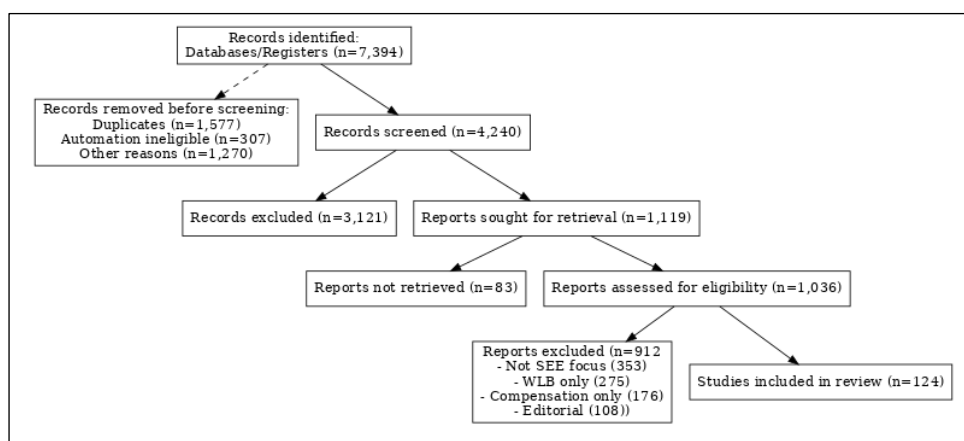 Records identified:
Databases/Registers (n=7,394)
Records removed before screening:
Duplicates (n=1,577)
Automation ineligible (n=307)
Other reasons (n=1,270)
Records screened (n=4,240)
Records excluded (n=3,121)
Reports sought for retrieval (n=1,119)
Reports not retrieved (n=83)
Reports assessed for eligibility (n=1,036)
Reports excluded (n=912
- Not SEE focus (353)
- WLB only (275)
- Compensation only (176)
- Editorial (108))
Studies included in review (n=124)